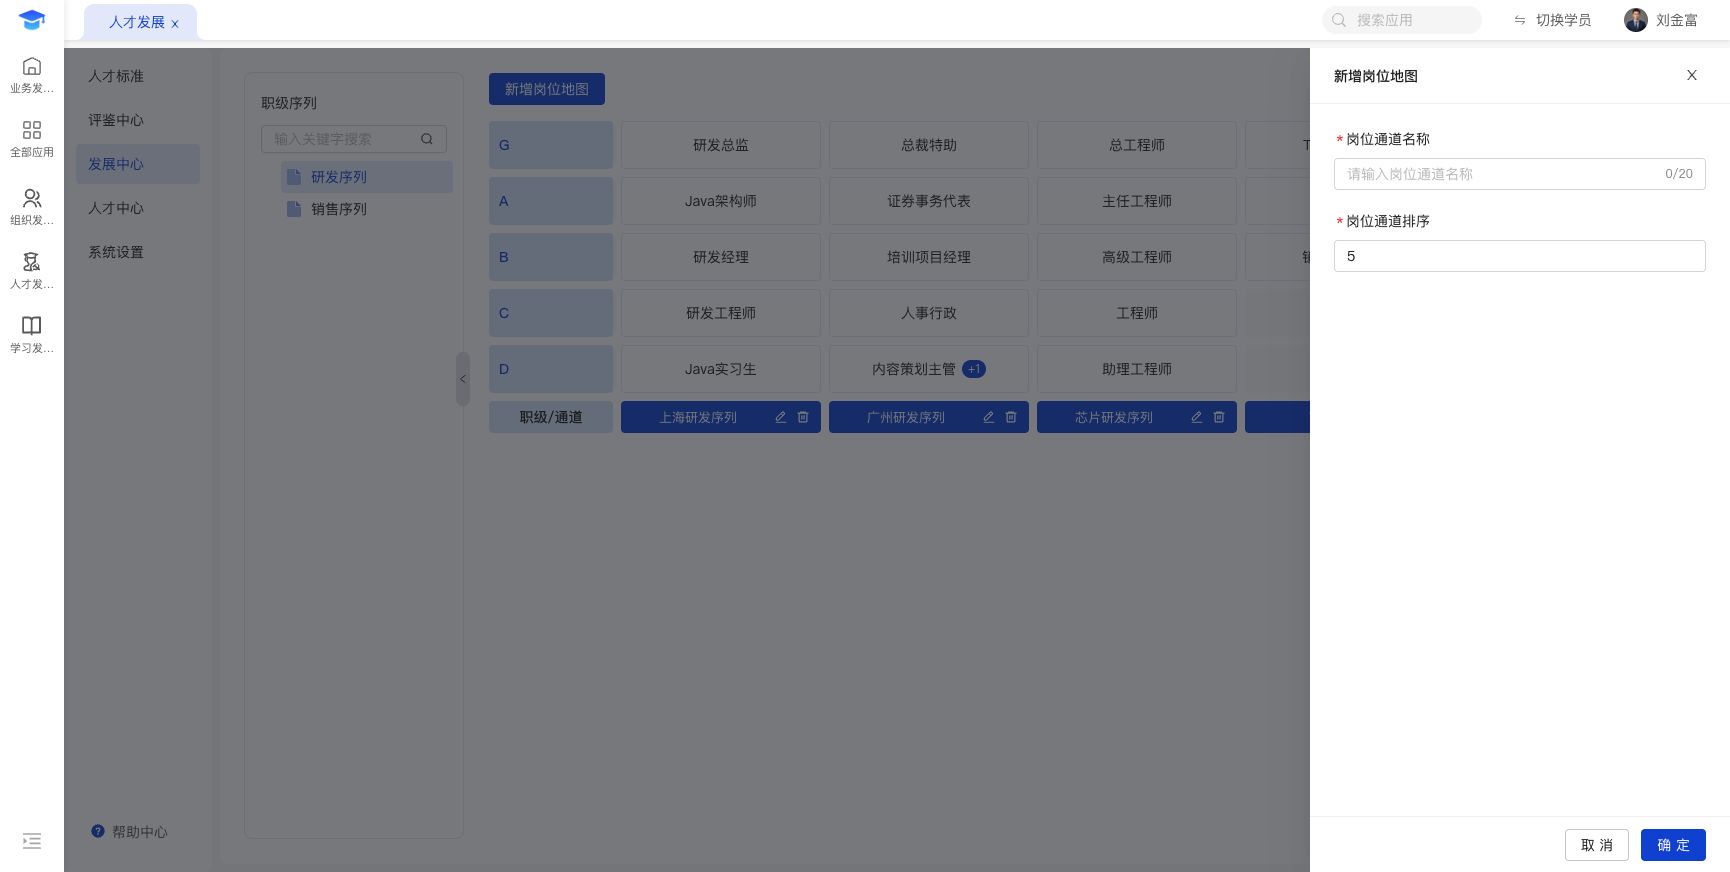 人才发展 x
搜索应用
切换学员
刘金富
业务发...
全部应用
组织发...
人才发...
学习发...
人才标准
评鉴中心
发展中心
人才中心
系统设置
帮助中心
职级序列
输入关键字搜索
研发序列
销售序列
新增岗位地图
G 研发总监 总裁特助 总工程师
A Java架构师 证券事务代表 主任工程师
B 研发经理 培训项目经理 高级工程师
C 研发工程师 人事行政 工程师
D Java实习生 内容策划主管 +1 助理工程师
职级/通道 上海研发序列 广州研发序列 芯片研发序列
新增岗位地图
* 岗位通道名称
请输入岗位通道名称 0/20
* 岗位通道排序
5
取 消 确 定